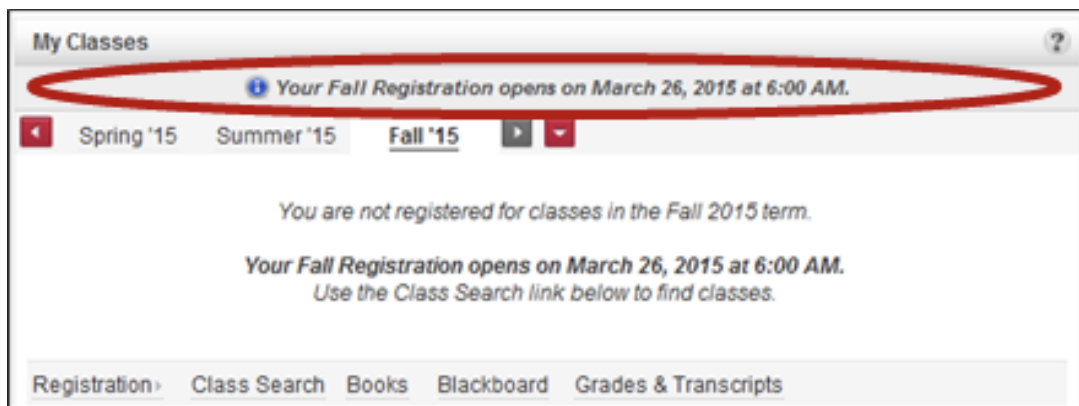 My Classes ?
Your Fall Registration opens on March 26, 2015 at 6:00 AM.
Spring '15 Summer '15 Fall '15
You are not registered for classes in the Fall 2015 term.
Your Fall Registration opens on March 26, 2015 at 6:00 AM.
Use the Class Search link below to find classes.
Registration Class Search Books Blackboard Grades & Transcripts